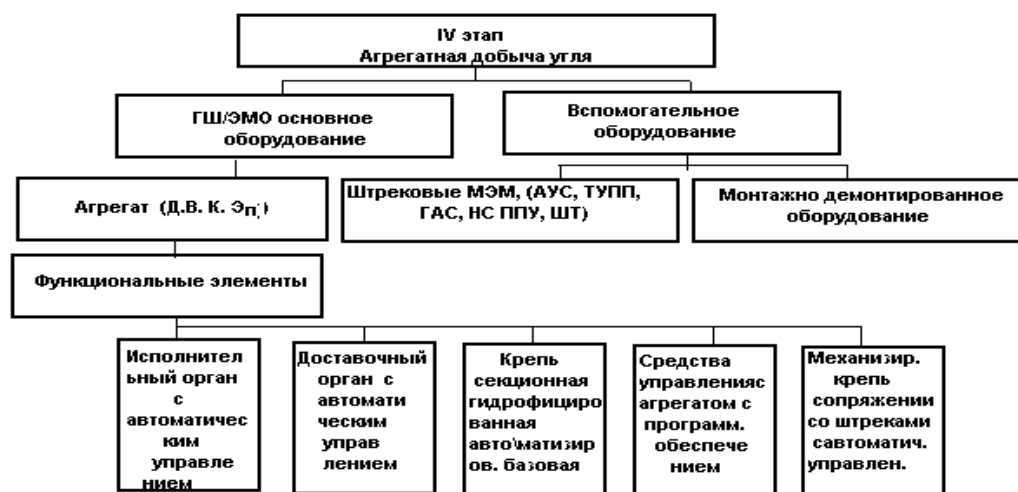 IV этап
Агрегатная добыча угля
ГШ/ЭМО основное
оборудование
Вспомогательное
оборудование
Агрегат (Д.В. К. Эп;)
Штрековые МЭМ, (АУС, ТУПП,
ГАС, НС ППУ, ШТ)
Монтажно демонтированное
оборудование
Функциональные элементы
Исполнител
ьный орган
с
автоматичес
ким
управле
нием
Доставочный
орган с
автомати
ческим
управ
лением
Крепь
секционная
гидрофициро
ванная
авто\матизир
ов. базовая
Средства
управленияс
агрегатом с
программ.
обеспече
нием
Механизир.
крепь
сопряжении
со штреками
савтоматич.
управлен.